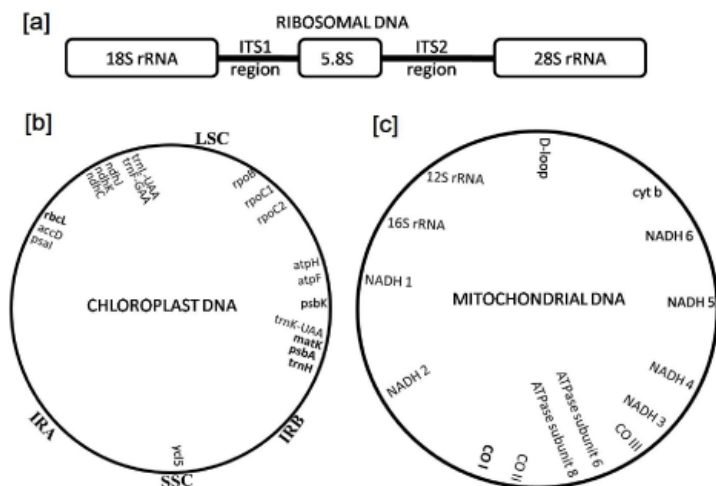 [a]
RIBOSOMAL DNA
18S rRNA
ITS1
region
5.8S
ITS2
region
28S rRNA
[b]
LSC
trnL-UAA
trnF-GAA
ndhJ
ndhK
ndhC
rbcL
accD
psaI
rpoB
rpoC1
rpoC2
atpH
atpF
psbK
trnK-UAA
matK
psbA
trnH
CHLOROPLAST DNA
IRA
IRB
ycf5
SSC
[c]
D-loop
12S rRNA
16S rRNA
NADH 1
NADH 2
cyt b
NADH 6
NADH 5
NADH 4
NADH 3
CO III
ATPase subunit 6
ATPase subunit 8
CO II
CO I
MITOCHONDRIAL DNA